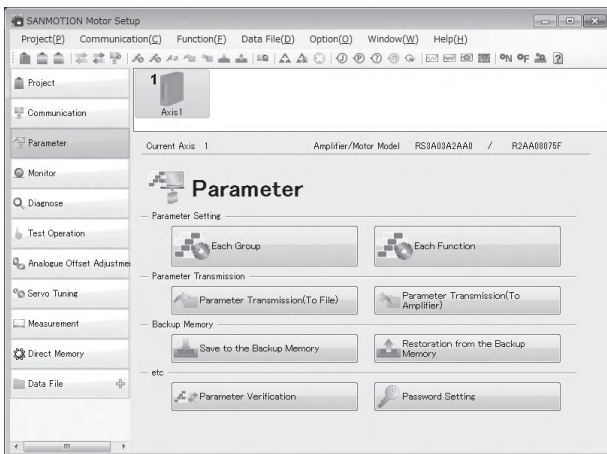 SANMOTION Motor Setup
Project(P) Communication(C) Function(F) Data File(D) Option(O) Window(W) Help(H)
ON OF
Project
Communication
Parameter
Monitor
Diagnose
Test Operation
Analogue Offset Adjustme
Servo Tuning
Measurement
Direct Memory
Data File
1
Axis1
Current Axis 1 Amplifier/Motor Model RS3A03A2AA0 / R2AA08075F
Parameter
Parameter Setting
Each Group
Each Function
Parameter Transmission
Parameter Transmission(To File)
Parameter Transmission(To
Amplifier)
Backup Memory
Save to the Backup Memory
Restoration from the Backup
Memory
etc
Parameter Verification
Password Setting